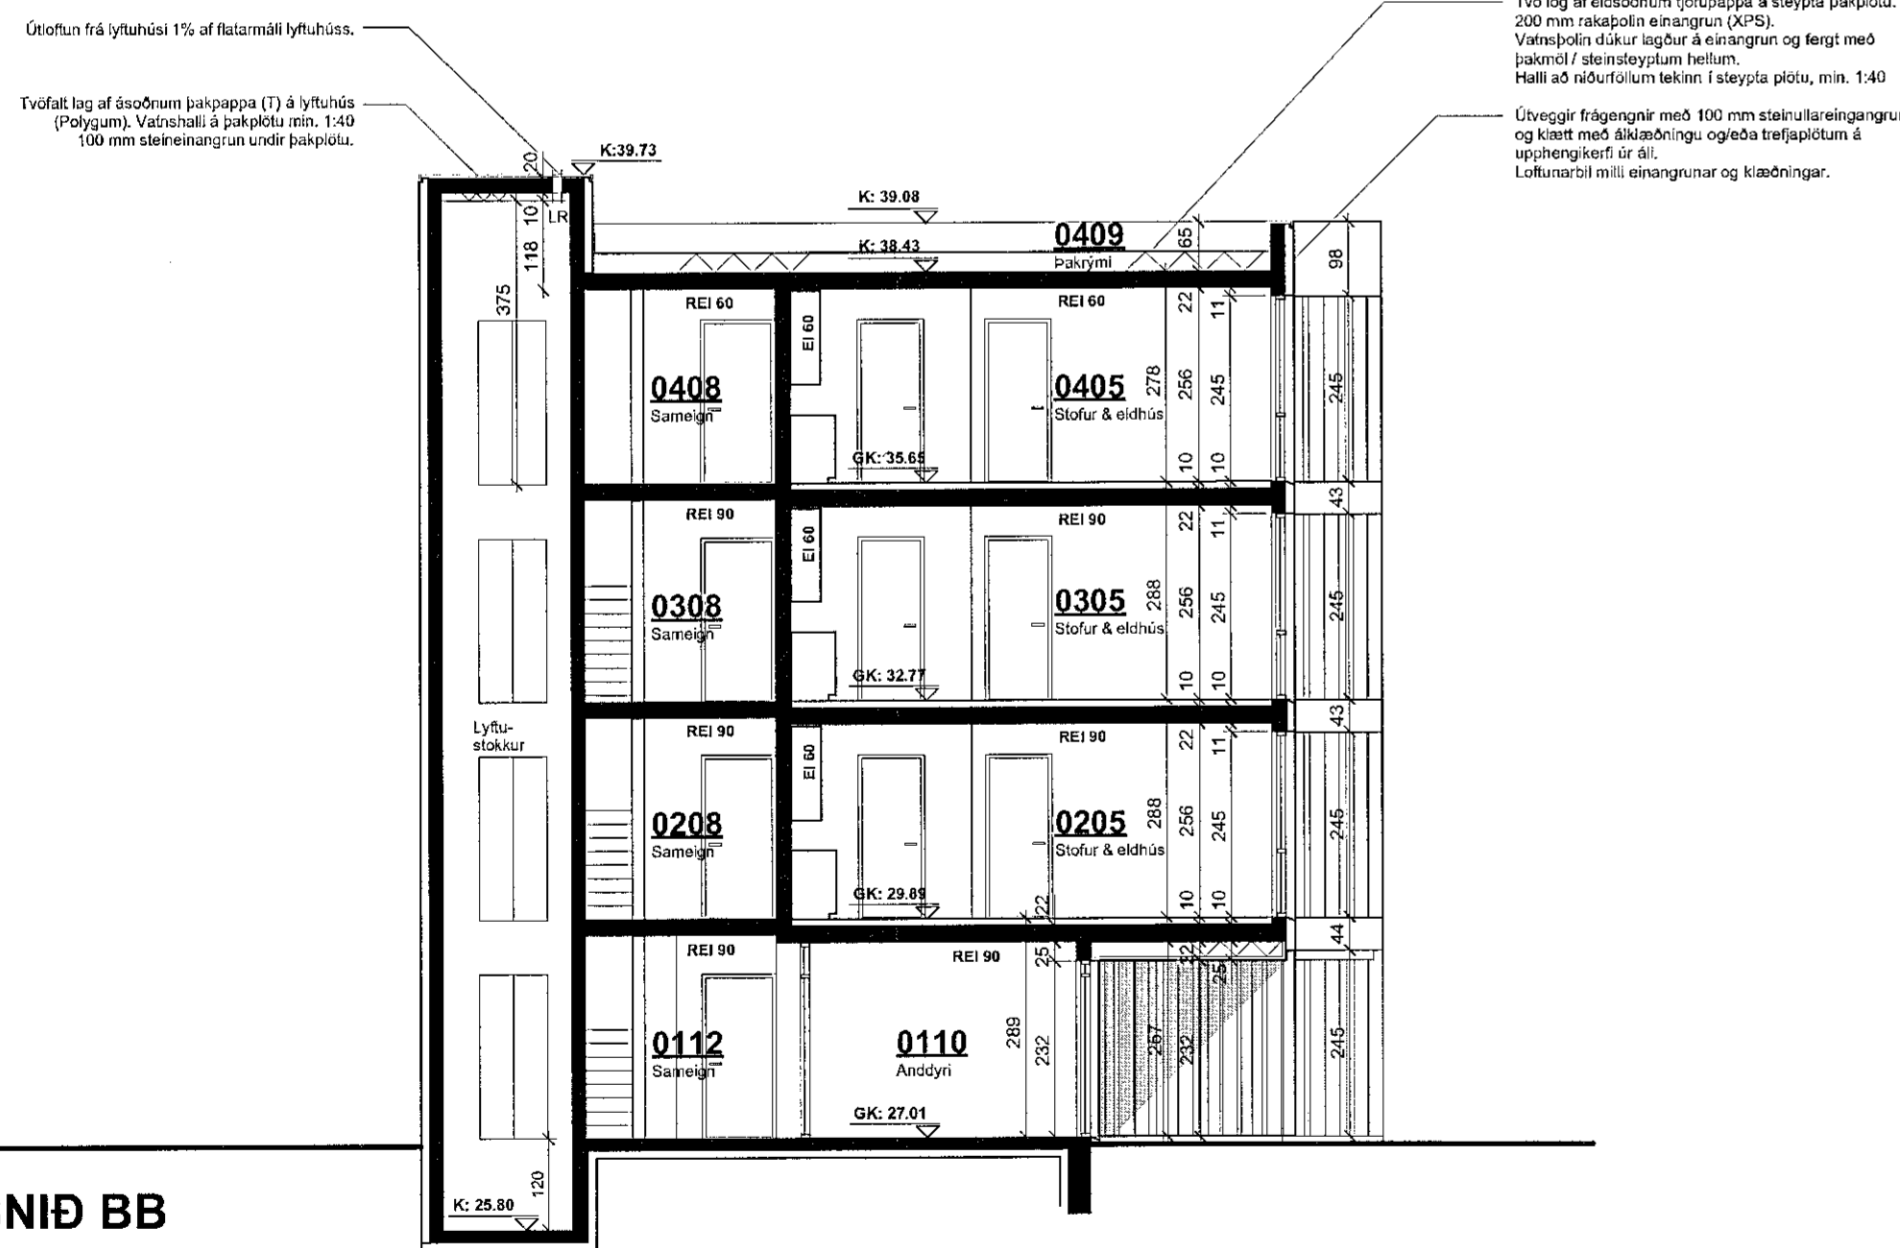 Útloftun frá lyftuhúsi 1% af flatarmáli lyftuhúss.
Tvöfalt lag af ásoðnum þakpappa (T) á lyftuhús
(Polygum). Vatnshalli á þakplötu min. 1:40
100 mm steineinangrun undir þakplötu.
Tvö lög af eldsoðnum tjörupappa á steypta þakplötu.
200 mm rakaþolin einangrun (XPS).
Vatnsþolin dúkur lagður á einangrun og fergt með
þakmöl / steinsteyptum hellum.
Halli að niðurföllum tekinn í steypta plötu, min. 1:40
Útveggir frágengnir með 100 mm steinullareingangrun
og klætt með álklæðningu og/eða trefjaplötum á
upphengikerfi úr áli.
Loftunarbil milli einangrunar og klæðningar.
K:39.73
20
10
LR
118
375
K: 39.08
K: 38.43
0409
Þakrými
65
98
REI 60
EI 60
REI 60
22
11
0408
Sameign
0405
Stofur & eldhús
278
256
245
245
GK: 35.65
10
10
43
REI 90
EI 60
REI 90
22
11
0308
Sameign
0305
Stofur & eldhús
288
256
245
245
GK: 32.77
10
10
43
Lyftu-
stokkur
REI 90
EI 60
REI 90
22
11
0208
Sameign
0205
Stofur & eldhús
288
256
245
245
GK: 29.89
22
10
10
44
REI 90
REI 90
25
25
0112
Sameign
0110
Anddyri
289
232
267
232
245
GK: 27.01
120
K: 25.80
NIÐ BB